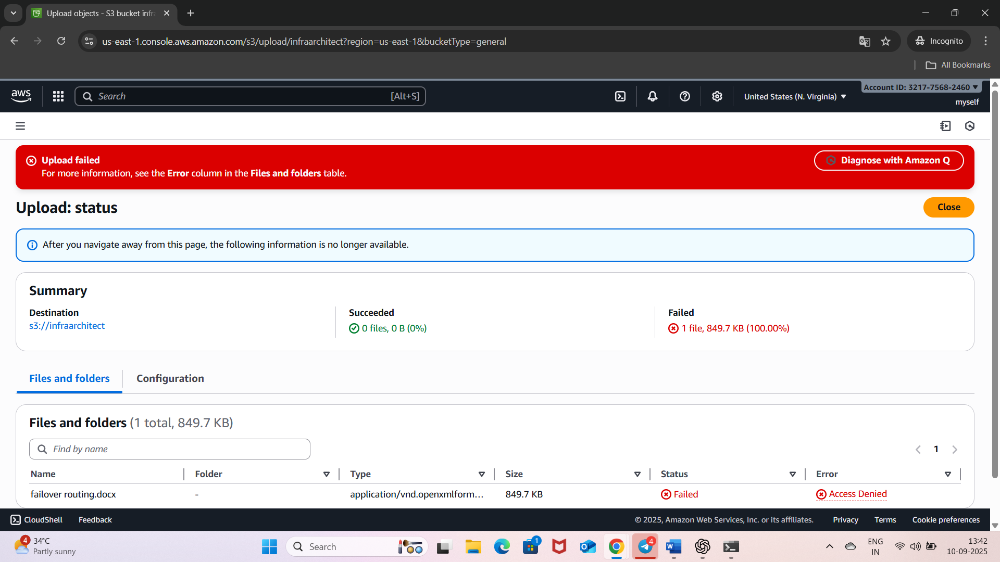 Upload objects - S3 bucket infra
us-east-1.console.aws.amazon.com/s3/upload/infraarchitect?region=us-east-1&bucketType=general
Incognito
All Bookmarks
aws
Search
[Alt+S]
United States (N. Virginia)
Account ID: 3217-7568-2460
myself
Upload failed
For more information, see the Error column in the Files and folders table.
Diagnose with Amazon Q
Upload: status
Close
After you navigate away from this page, the following information is no longer available.
Summary
Destination
s3://infraarchitect
Succeeded
0 files, 0 B (0%)
Failed
1 file, 849.7 KB (100.00%)
Files and folders
Configuration
Files and folders (1 total, 849.7 KB)
Find by name
1
Name Folder Type Size Status Error
failover routing.docx - application/vnd.openxmlform... 849.7 KB Failed Access Denied
CloudShell Feedback © 2025, Amazon Web Services, Inc. or its affiliates. Privacy Terms Cookie preferences
4
34°C
Partly sunny
Search
1
4
ENG
IN
13:42
10-09-2025